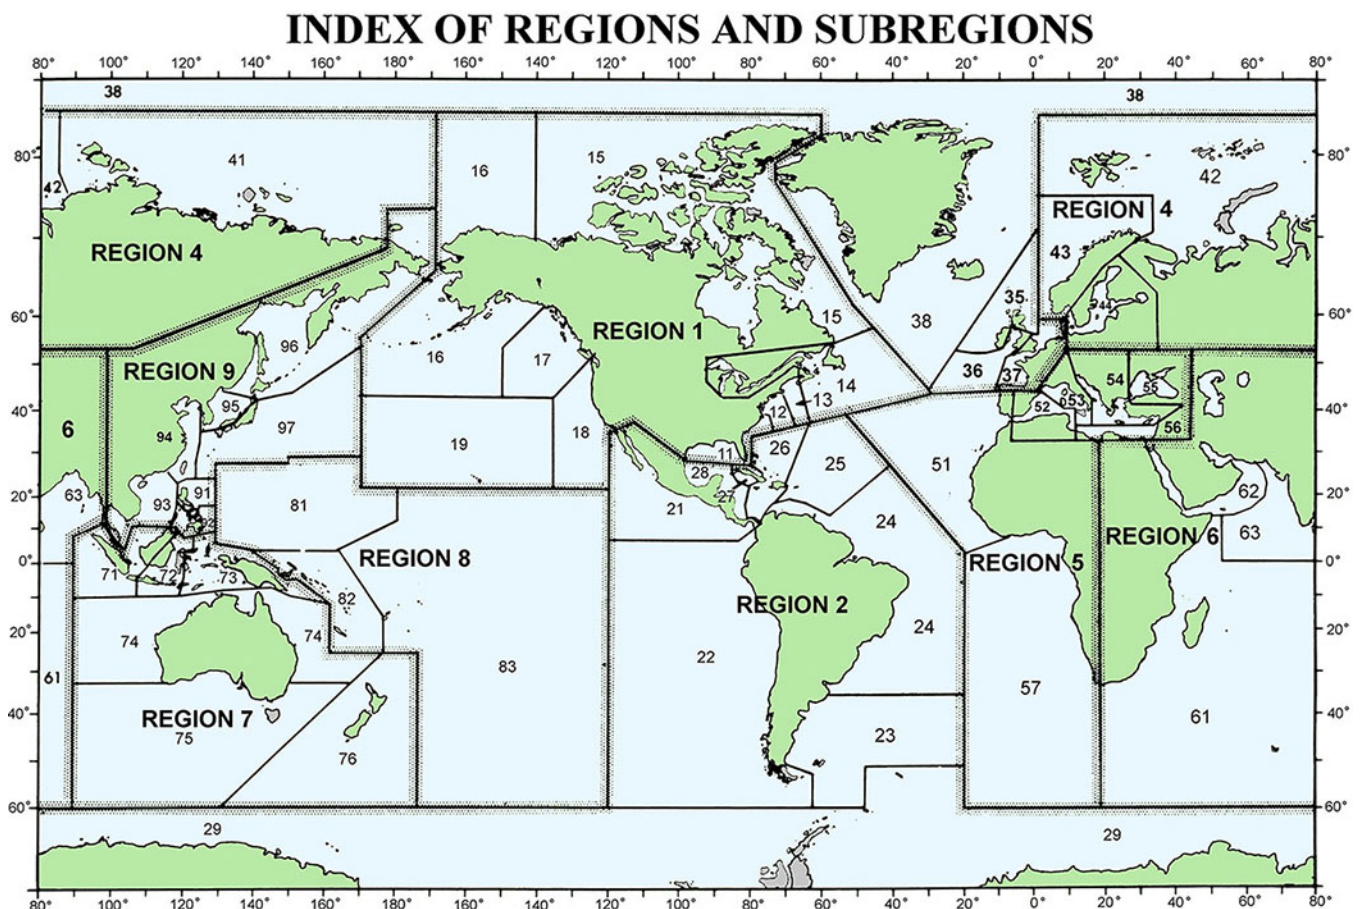 INDEX OF REGIONS AND SUBREGIONS
80° 100° 120° 140° 160° 180° 160° 140° 120° 100° 80° 60° 40° 20° 0° 20° 40° 60° 80°
38 38
80° 41 16 15 42 80°
42
REGION 4 REGION 4
43
35 44
60° REGION 1 15 38 60°
96 16 17
REGION 9 36 37 54 55
14
95 13 52 53
40° 12 40°
6 94 97 19 18 11 26 25 51 56
28
63 91 27 62
20° 93 81 21 24 20°
92 REGION 6 63
0° REGION 8 REGION 5 0°
71 72 73
82 REGION 2
20° 74 74 24 20°
61 83 22 57
40° REGION 7 23 61 40°
75
76
60° 60°
29 29
80 100 120 140 160 180 160 140 120 100 80 60 40 20° 0° 20° 40° 60° 80°